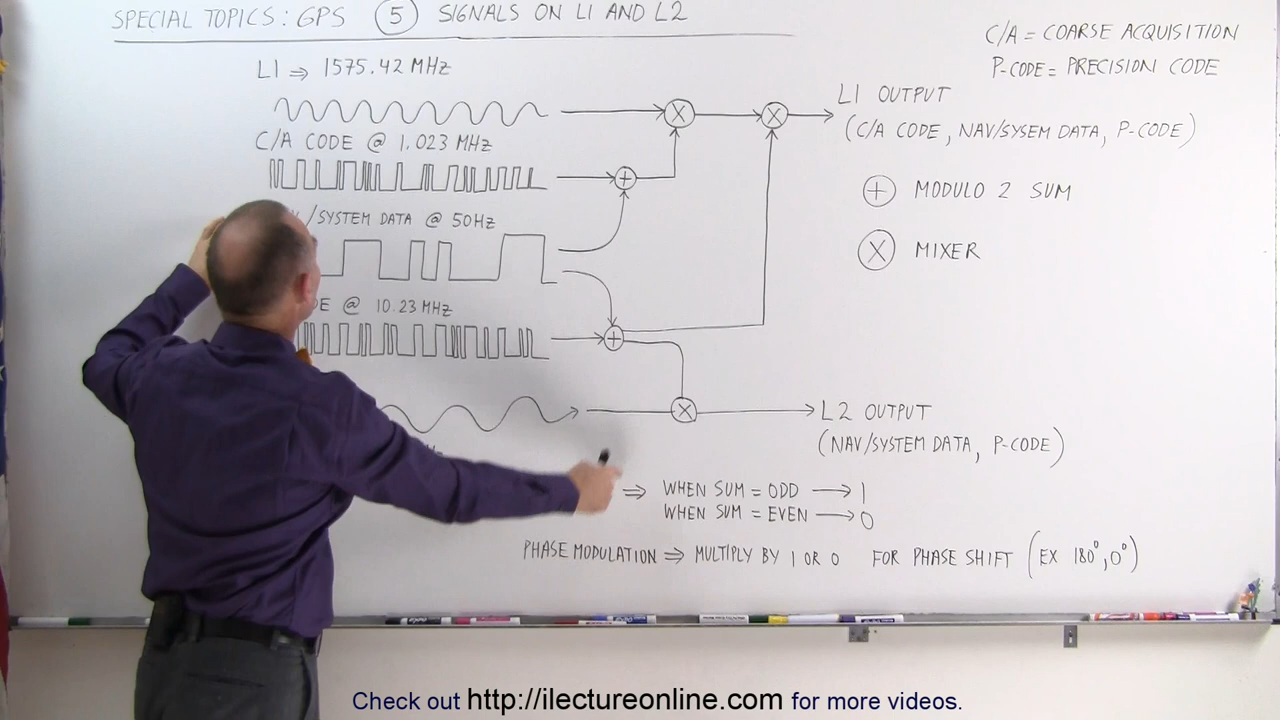 SPECIAL TOPICS: GPS 5 SIGNALS ON L1 AND L2
C/A = COARSE ACQUISITION
P-CODE = PRECISION CODE
L1 ⇒ 1575.42 MHz
C/A CODE @ 1.023 MHz
/SYSTEM DATA @ 50Hz
@ 10.23 MHz
L1 OUTPUT
(C/A CODE, NAV/SYSEM DATA, P-CODE)
+ MODULO 2 SUM
X MIXER
L2 OUTPUT
(NAV/SYSTEM DATA, P-CODE)
⇒ WHEN SUM = ODD → 1
WHEN SUM = EVEN → 0
PHASE MODULATION ⇒ MULTIPLY BY 1 OR 0 FOR PHASE SHIFT (EX 180°, 0°)
Check out http://ilectureonline.com for more videos.